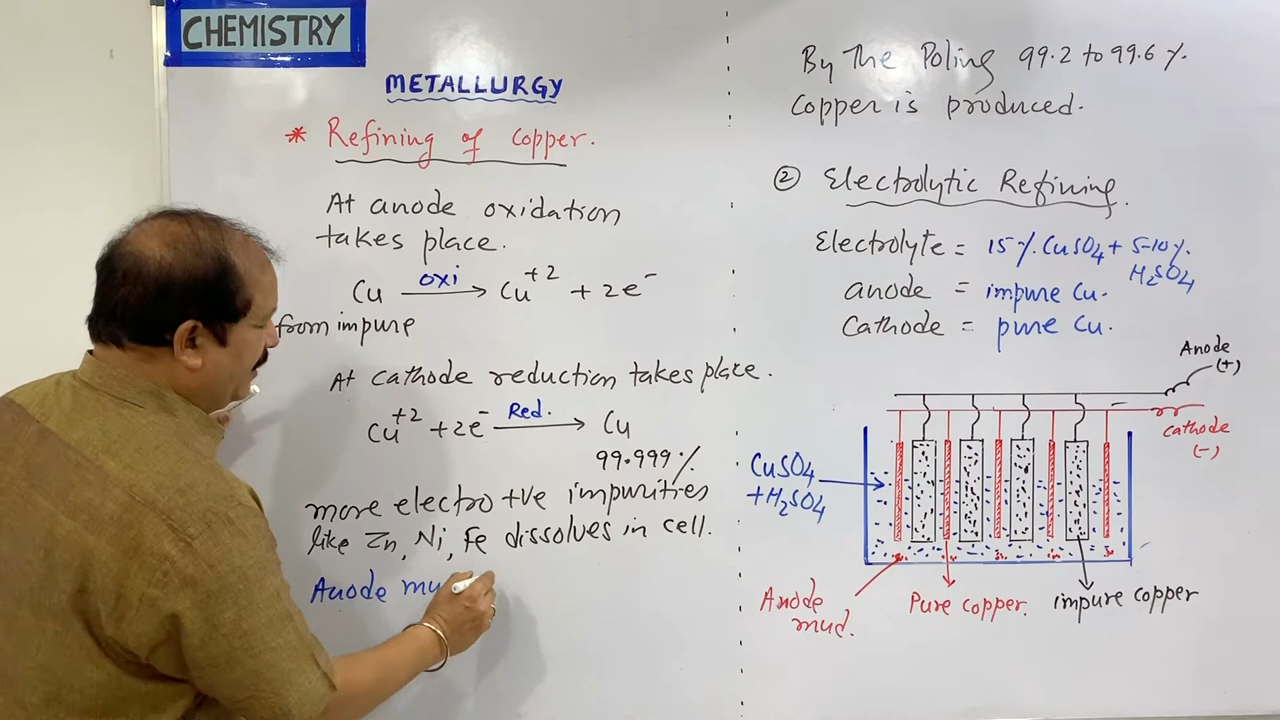 CHEMISTRY
METALLURGY
* Refining of copper.
At anode oxidation
takes place.
Cu —oxi→ Cu⁺² + 2e⁻
from impure
At cathode reduction takes place.
Cu⁺² + 2e⁻ —Red.→ Cu
99.999%
more electro +ve impurities
like Zn, Ni, Fe dissolves in cell.
Anode mu
By The Poling 99.2 to 99.6%.
Copper is produced.
② Electrolytic Refining.
Electrolyte = 15%. CuSO₄ + 5-10%.
H₂SO₄
anode = impure Cu.
Cathode = pure Cu.
Anode
(+)
Cathode
(-)
CuSO₄
+H₂SO₄
Anode
mud.
Pure copper.
impure copper